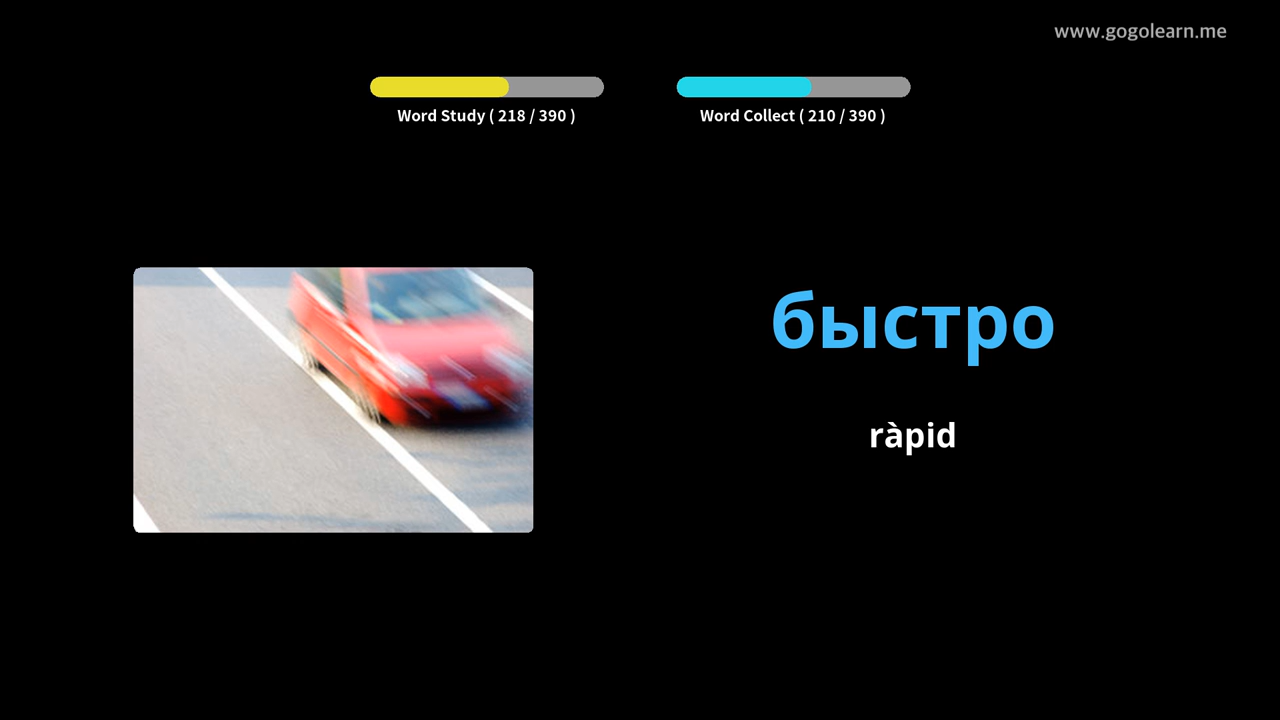 www.gogolearn.me
Word Study ( 218 / 390 )
Word Collect ( 210 / 390 )
быстро
ràpid